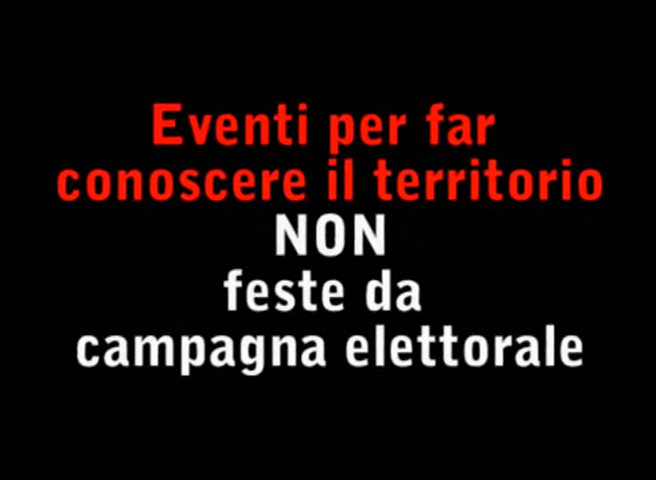 Eventi per far
conoscere il territorio
NON
feste da
campagna elettorale